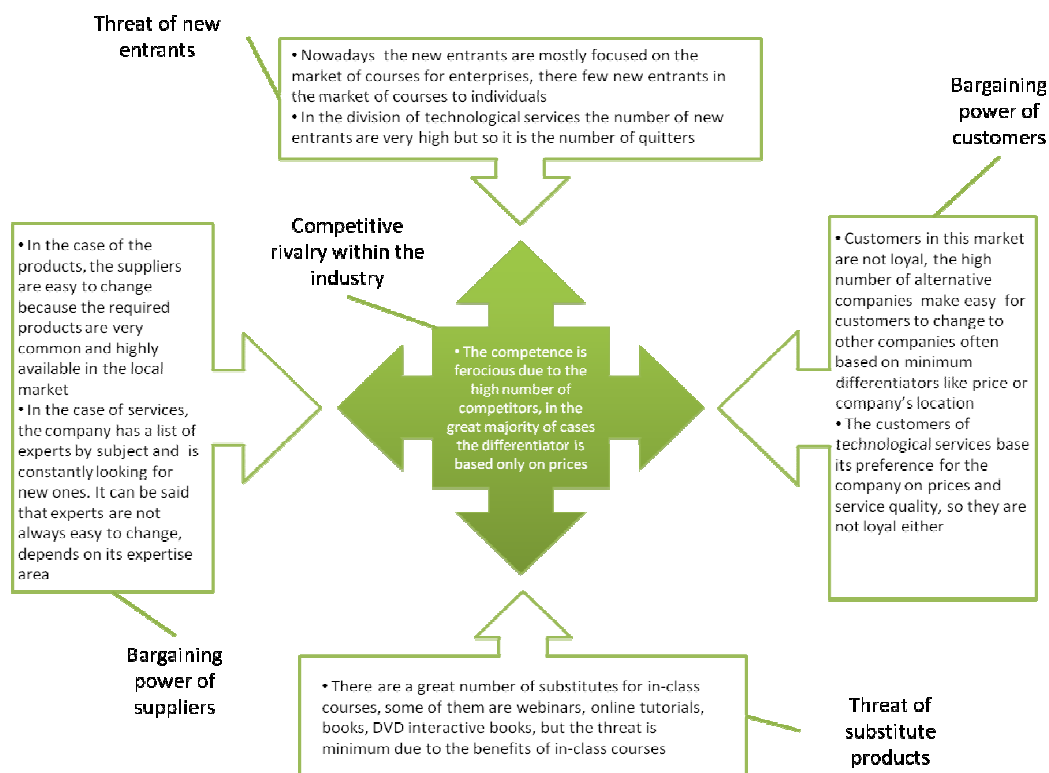 Threat of new
entrants
• Nowadays the new entrants are mostly focused on the
market of courses for enterprises, there few new entrants in
the market of courses to individuals
• In the division of technological services the number of new
entrants are very high but so it is the number of quitters
Bargaining
power of
customers
Competitive
rivalry within the
industry
• In the case of the
products, the suppliers
are easy to change
because the required
products are very
common and highly
available in the local
market
• In the case of services,
the company has a list of
experts by subject and is
constantly looking for
new ones. It can be said
that experts are not
always easy to change,
depends on its expertise
area
• The competence is
ferocious due to the
high number of
competitors, in the
great majority of cases
the differentiator is
based only on prices
• Customers in this market
are not loyal, the high
number of alternative
companies make easy for
customers to change to
other companies often
based on minimum
differentiators like price or
company's location
• The customers of
technological services base
its preference for the
company on prices and
service quality, so they are
not loyal either
Bargaining
power of
suppliers
• There are a great number of substitutes for in-class
courses, some of them are webinars, online tutorials,
books, DVD interactive books, but the threat is
minimum due to the benefits of in-class courses
Threat of
substitute
products